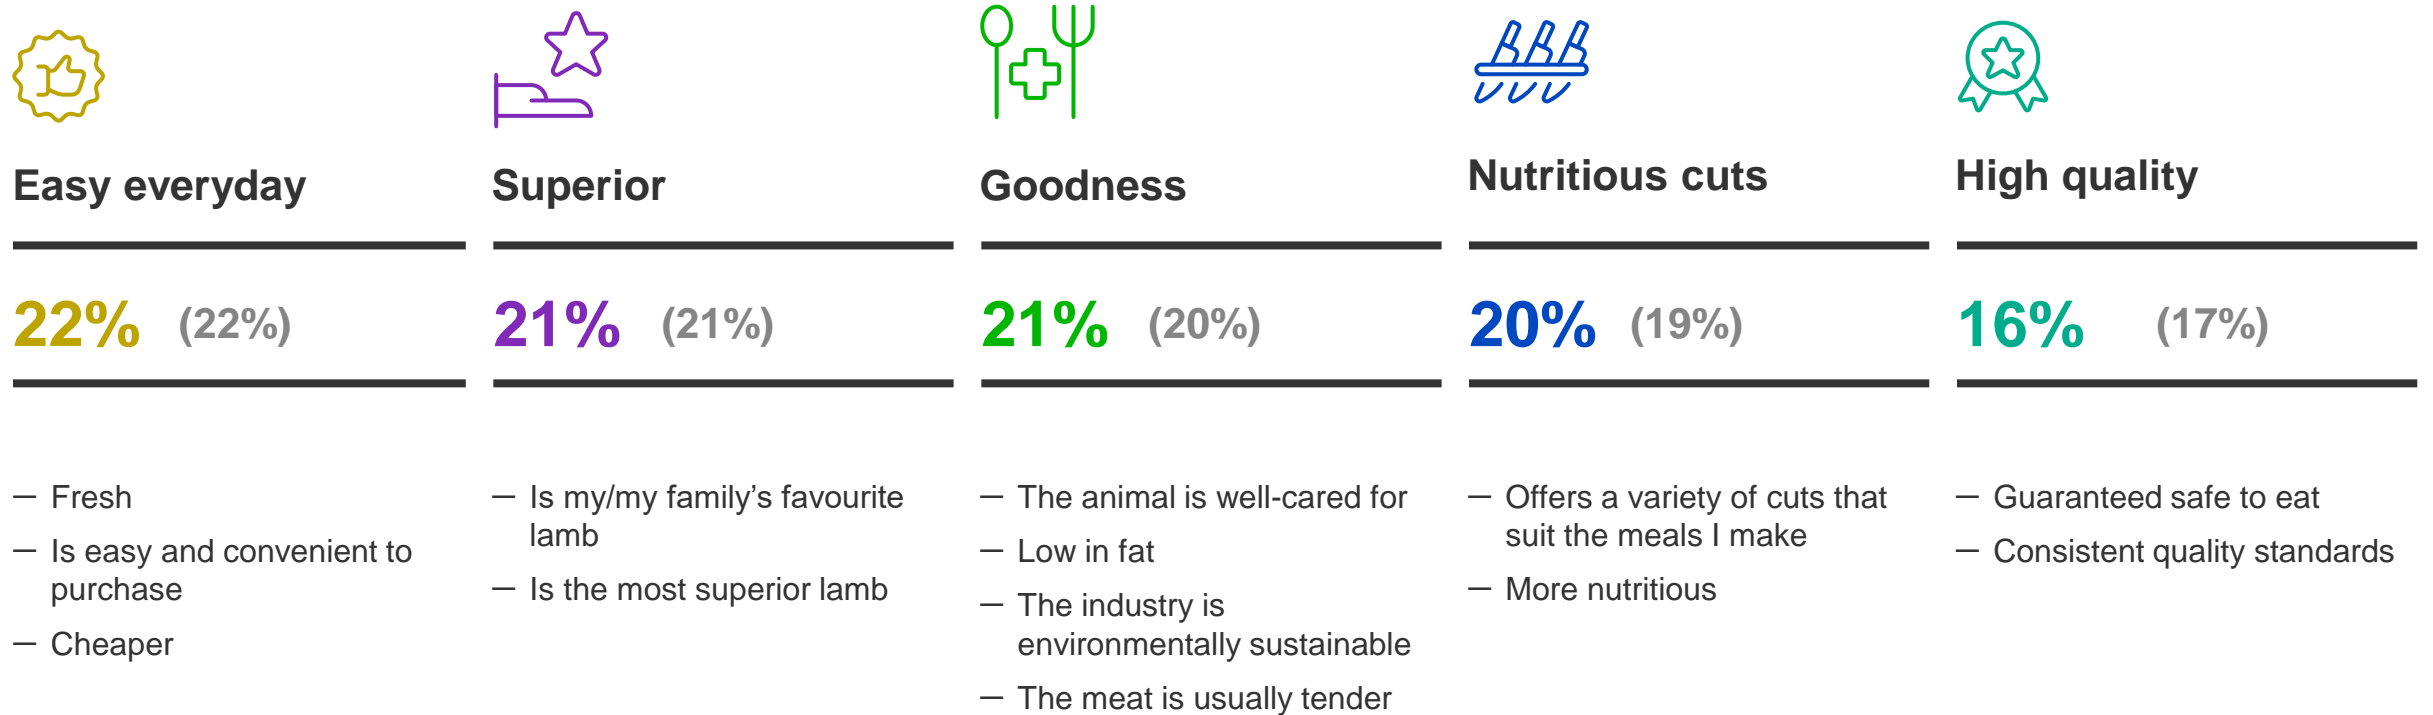 Easy everyday
22% (22%)
— Fresh
— Is easy and convenient to
purchase
— Cheaper
Superior
21% (21%)
— Is my/my family’s favourite
lamb
— Is the most superior lamb
Goodness
21% (20%)
— The animal is well-cared for
— Low in fat
— The industry is
environmentally sustainable
— The meat is usually tender
Nutritious cuts
20% (19%)
— Offers a variety of cuts that
suit the meals I make
— More nutritious
High quality
16% (17%)
— Guaranteed safe to eat
— Consistent quality standards